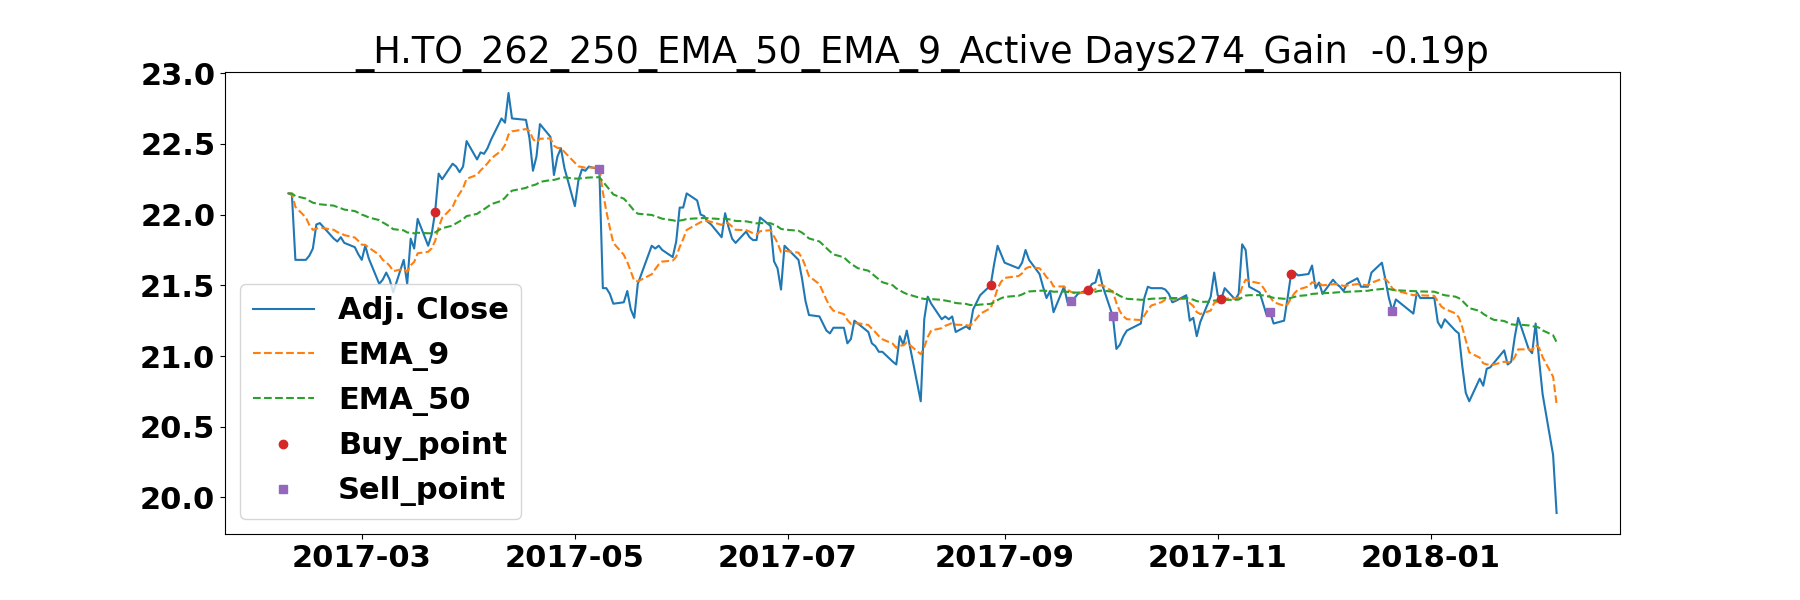 _H.TO_262_250_EMA_50_EMA_9_Active Days274_Gain  -0.19p
23.0
22.5
22.0
21.5
21.0
20.5
20.0
Adj. Close
EMA_9
EMA_50
Buy_point
Sell_point
2017-03 2017-05 2017-07 2017-09 2017-11 2018-01